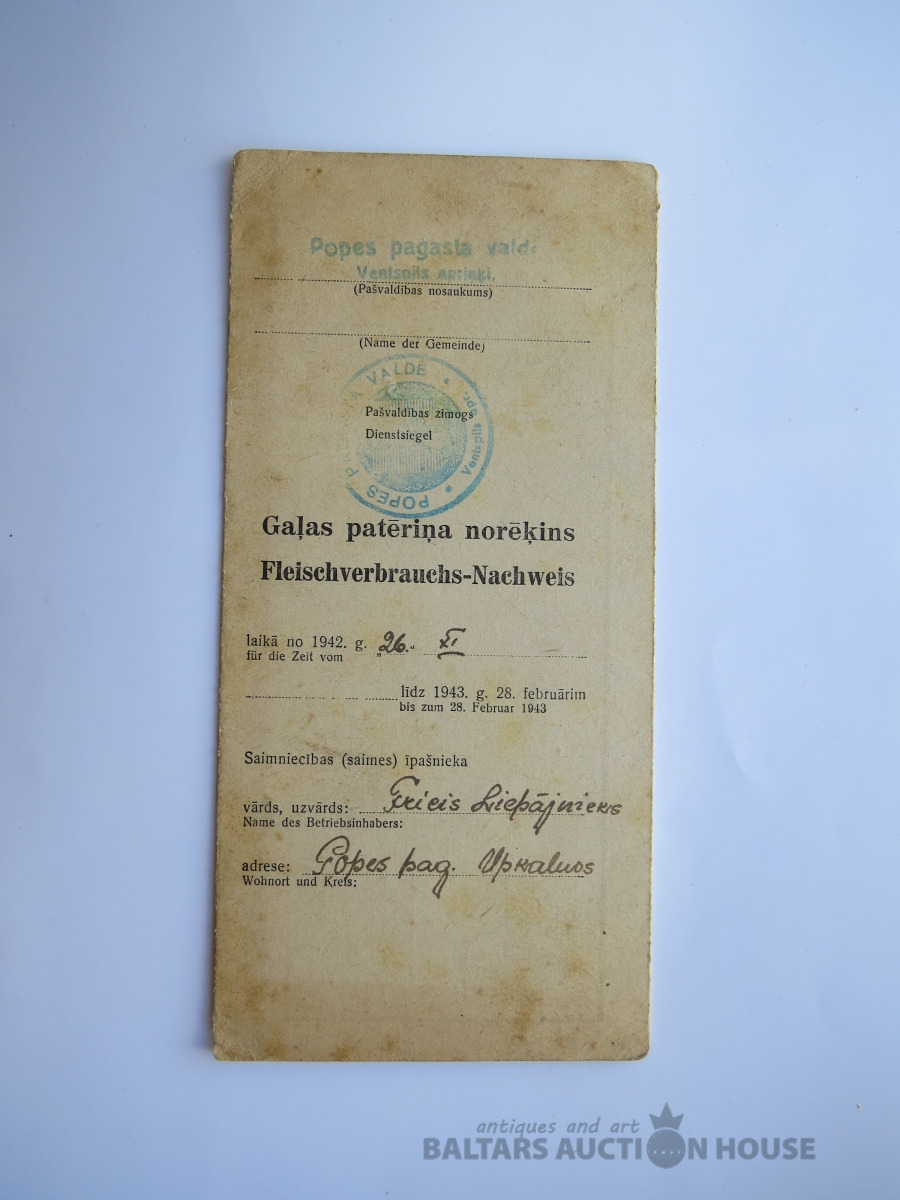 Popes pagasta valde
Ventspils apriņķī.
(Pašvaldības nosaukums)
(Name der Gemeinde)
POPES PA A VALDE • Ventspils apr. •
Pašvaldības zīmogs
Dienstsiegel
Gaļas patēriņa norēķins
Fleischverbrauchs-Nachweis
laikā no 1942. g. „26.“ XI
für die Zeit vom
līdz 1943. g. 28. februārim
bis zum 28. Februar 1943
Saimniecības (saimes) īpašnieka
vārds, uzvārds: Fricis Liepājnieks
Name des Betriebsinhabers:
adrese: Popes pag. Upkalnos
Wohnort und Kreis:
antiques and art
BALTARS AUCTION HOUSE